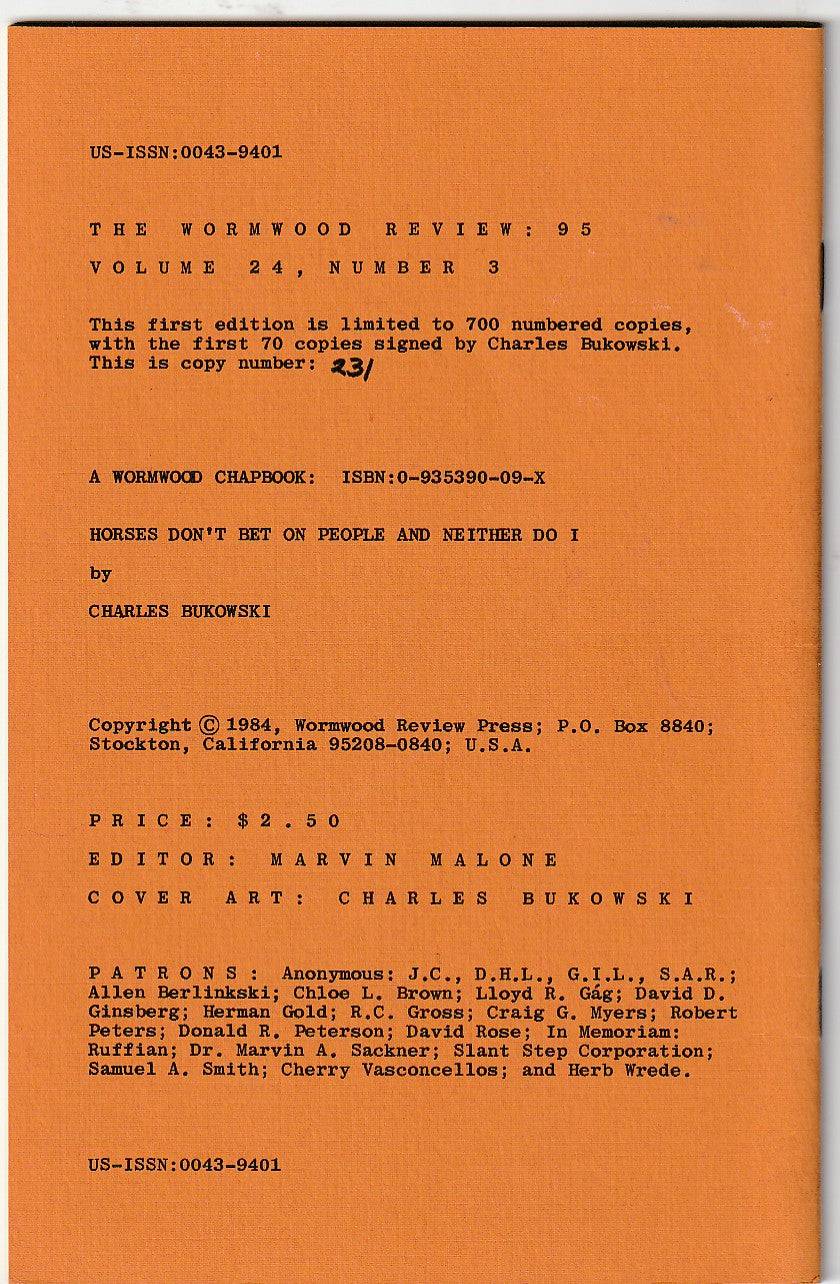 US-ISSN:0043-9401
THE WORMWOOD REVIEW: 95
VOLUME 24, NUMBER 3
This first edition is limited to 700 numbered copies,
with the first 70 copies signed by Charles Bukowski.
This is copy number: 231
A WORMWOOD CHAPBOOK: ISBN:0-935390-09-X
HORSES DON'T BET ON PEOPLE AND NEITHER DO I
by
CHARLES BUKOWSKI
Copyright © 1984, Wormwood Review Press; P.O. Box 8840;
Stockton, California 95208-0840; U.S.A.
PRICE: $2.50
EDITOR: MARVIN MALONE
COVER ART: CHARLES BUKOWSKI
PATRONS: Anonymous: J.C., D.H.L., G.I.L., S.A.R.;
Allen Berlinkski; Chloe L. Brown; Lloyd R. Gág; David D.
Ginsberg; Herman Gold; R.C. Gross; Craig G. Myers; Robert
Peters; Donald R. Peterson; David Rose; In Memoriam:
Ruffian; Dr. Marvin A. Sackner; Slant Step Corporation;
Samuel A. Smith; Cherry Vasconcellos; and Herb Wrede.
US-ISSN:0043-9401